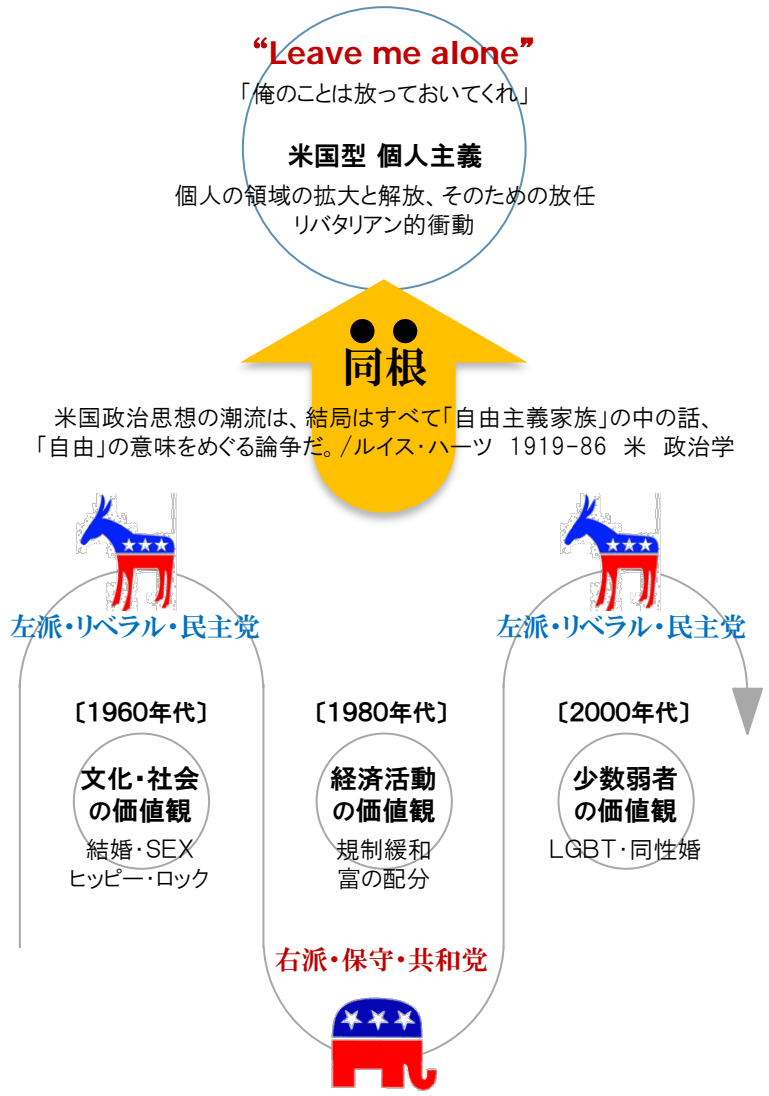 “Leave me alone”
「俺のことは放っておいてくれ」
米国型 個人主義
個人の領域の拡大と解放、そのための放任
リバタリアン的衝動
同根
米国政治思想の潮流は、結局はすべて「自由主義家族」の中の話、
「自由」の意味をめぐる論争だ。/ルイス・ハーツ 1919-86 米 政治学
左派・リベラル・民主党
左派・リベラル・民主党
〔1960年代〕
文化・社会
の価値観
結婚・SEX
ヒッピー・ロック
〔1980年代〕
経済活動
の価値観
規制緩和
富の配分
〔2000年代〕
少数弱者
の価値観
LGBT・同性婚
右派・保守・共和党